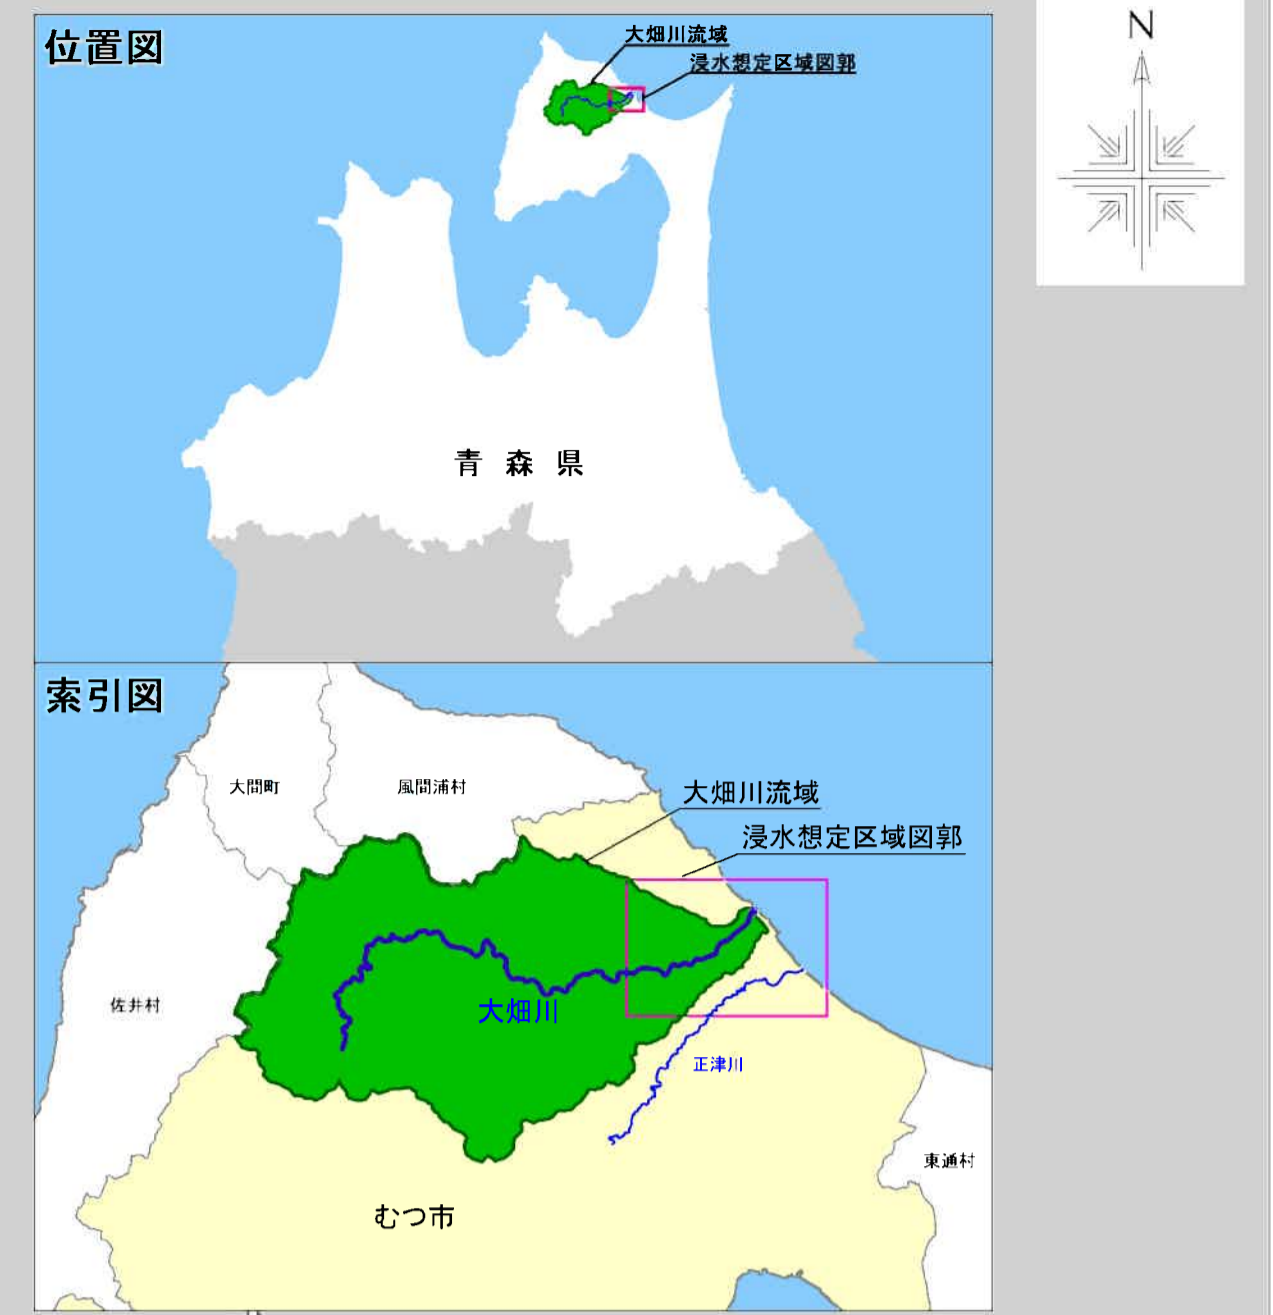 位置図
N
大畑川流域
浸水想定区域図郭
青森県
索引図
大間町
風間浦村
大畑川流域
浸水想定区域図郭
佐井村
大畑川
正津川
東通村
むつ市